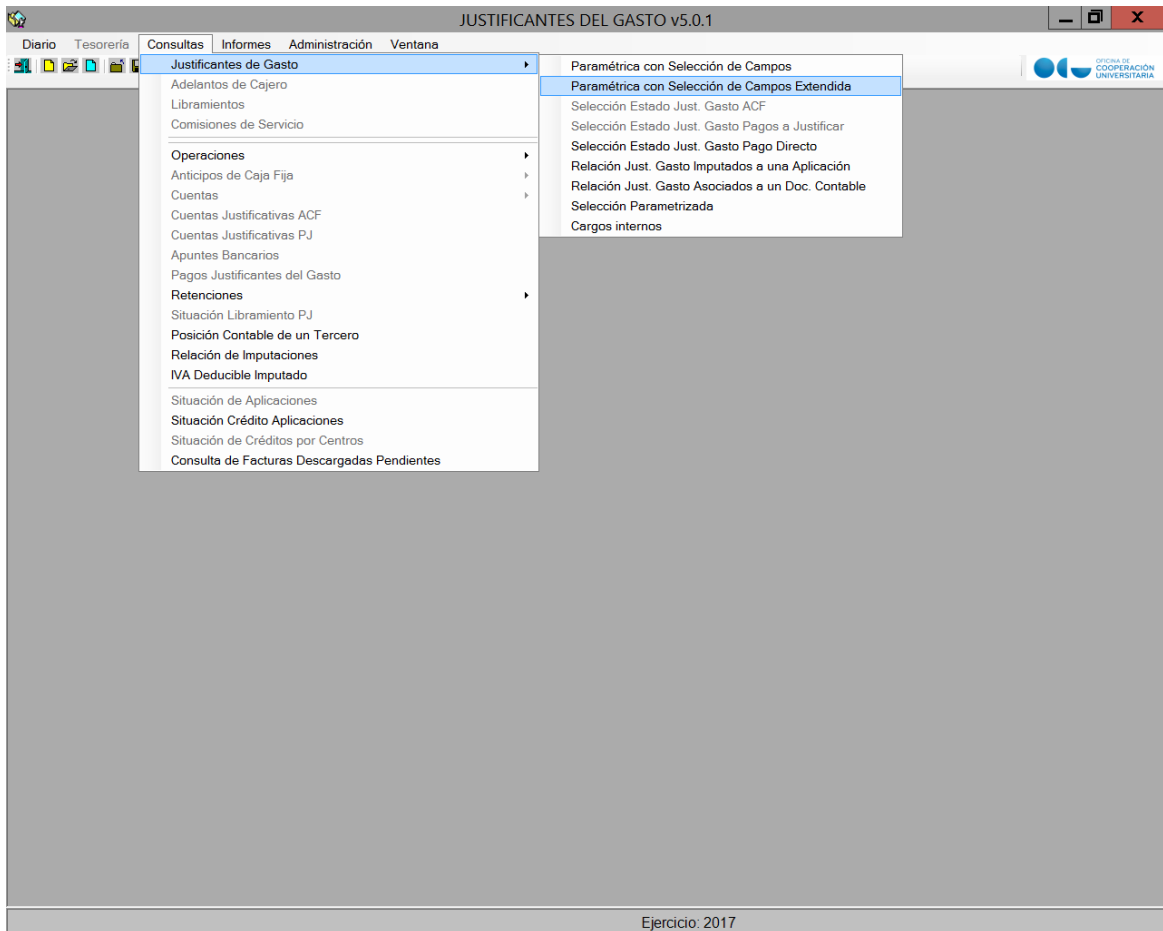 JUSTIFICANTES DEL GASTO v5.0.1
Diario Tesorería Consultas Informes Administración Ventana
OFICINA DE
COOPERACIÓN
UNIVERSITARIA
Justificantes de Gasto
Adelantos de Cajero
Libramientos
Comisiones de Servicio
Operaciones
Anticipos de Caja Fija
Cuentas
Cuentas Justificativas ACF
Cuentas Justificativas PJ
Apuntes Bancarios
Pagos Justificantes del Gasto
Retenciones
Situación Libramiento PJ
Posición Contable de un Tercero
Relación de Imputaciones
IVA Deducible Imputado
Situación de Aplicaciones
Situación Crédito Aplicaciones
Situación de Créditos por Centros
Consulta de Facturas Descargadas Pendientes
Paramétrica con Selección de Campos
Paramétrica con Selección de Campos Extendida
Selección Estado Just. Gasto ACF
Selección Estado Just. Gasto Pagos a Justificar
Selección Estado Just. Gasto Pago Directo
Relación Just. Gasto Imputados a una Aplicación
Relación Just. Gasto Asociados a un Doc. Contable
Selección Parametrizada
Cargos internos
Ejercicio: 2017